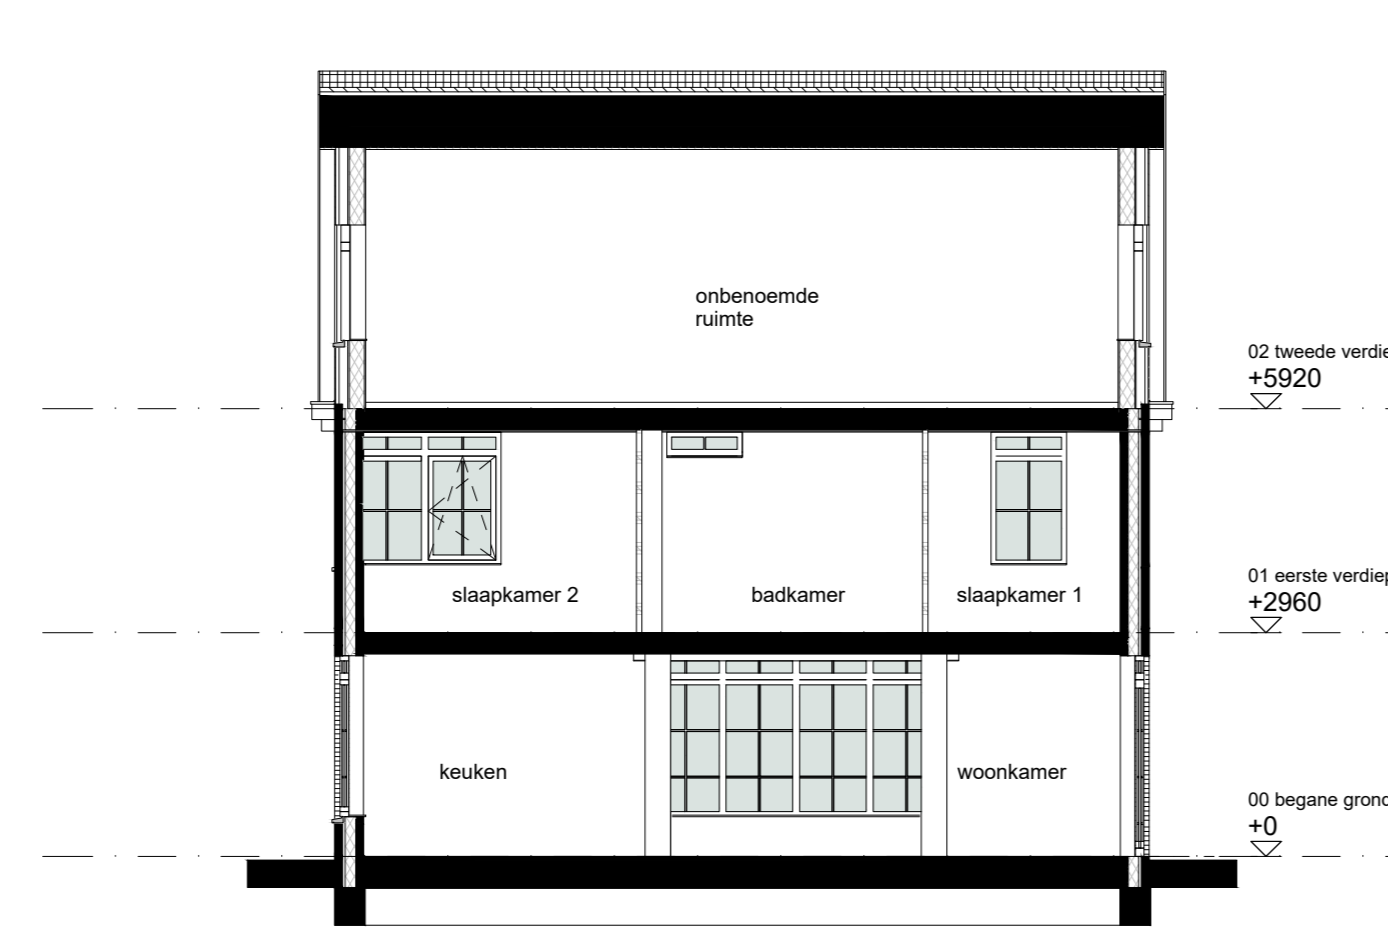 onbenoemde
ruimte
02 tweede verdie
+5920
slaapkamer 2
badkamer
slaapkamer 1
01 eerste verdiep
+2960
keuken
woonkamer
00 begane grond
+0